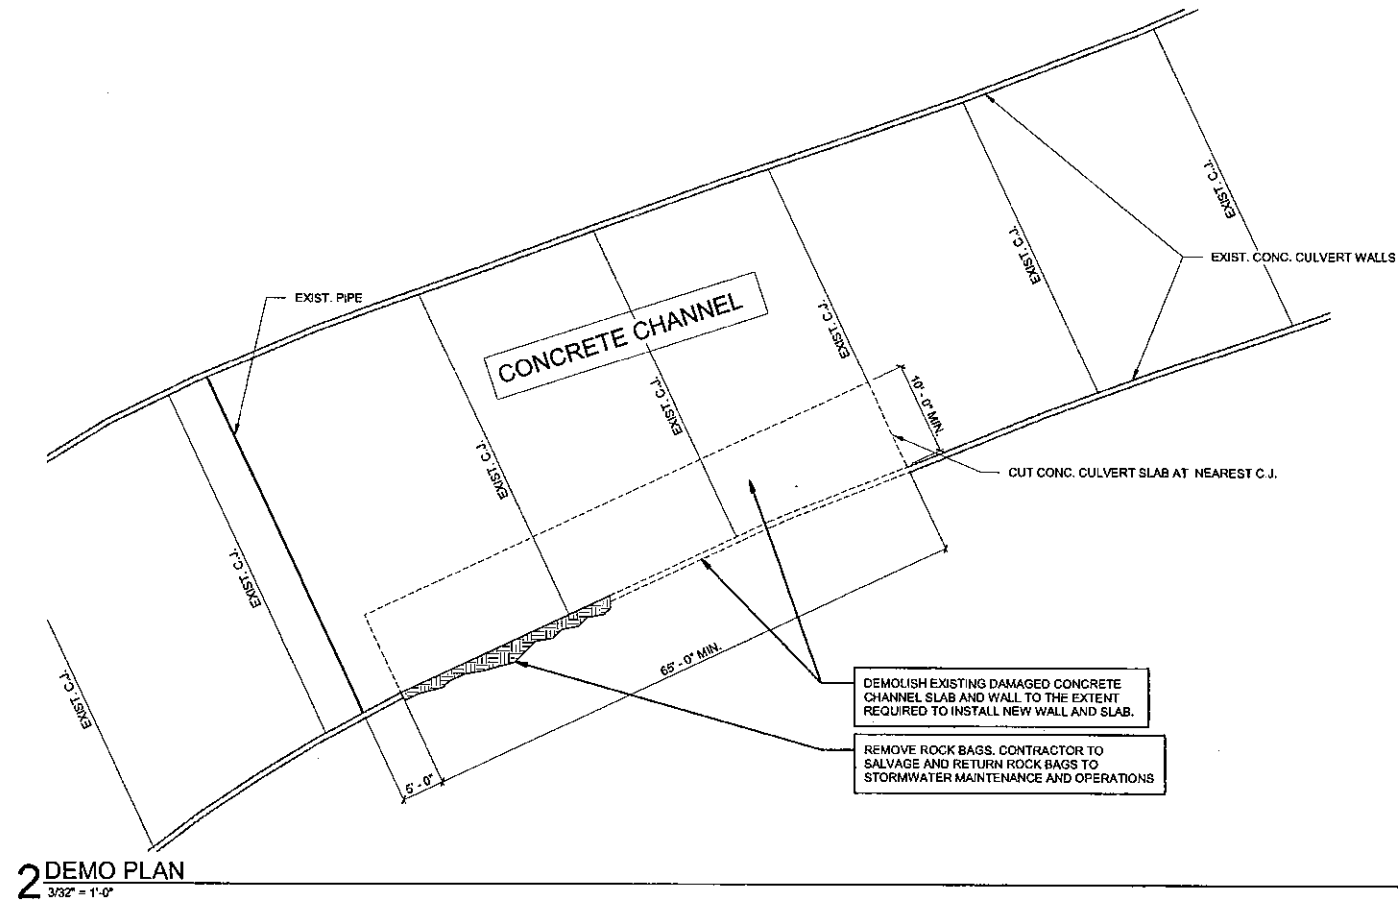 EXIST. C.J.
EXIST. CONC. CULVERT WALLS
EXIST. C.J.
EXIST. PIPE
CONCRETE CHANNEL
EXIST. C.J.
10' - 0" MIN.
EXIST. C.J.
EXIST. C.J.
CUT CONC. CULVERT SLAB AT NEAREST C.J.
EXIST. C.J.
EXIST. C.J.
65' - 0" MIN.
DEMOLISH EXISTING DAMAGED CONCRETE
CHANNEL SLAB AND WALL TO THE EXTENT
REQUIRED TO INSTALL NEW WALL AND SLAB.
REMOVE ROCK BAGS. CONTRACTOR TO
SALVAGE AND RETURN ROCK BAGS TO
STORMWATER MAINTENANCE AND OPERATIONS
5' - 0"
2 DEMO PLAN
3/32" = 1'-0"